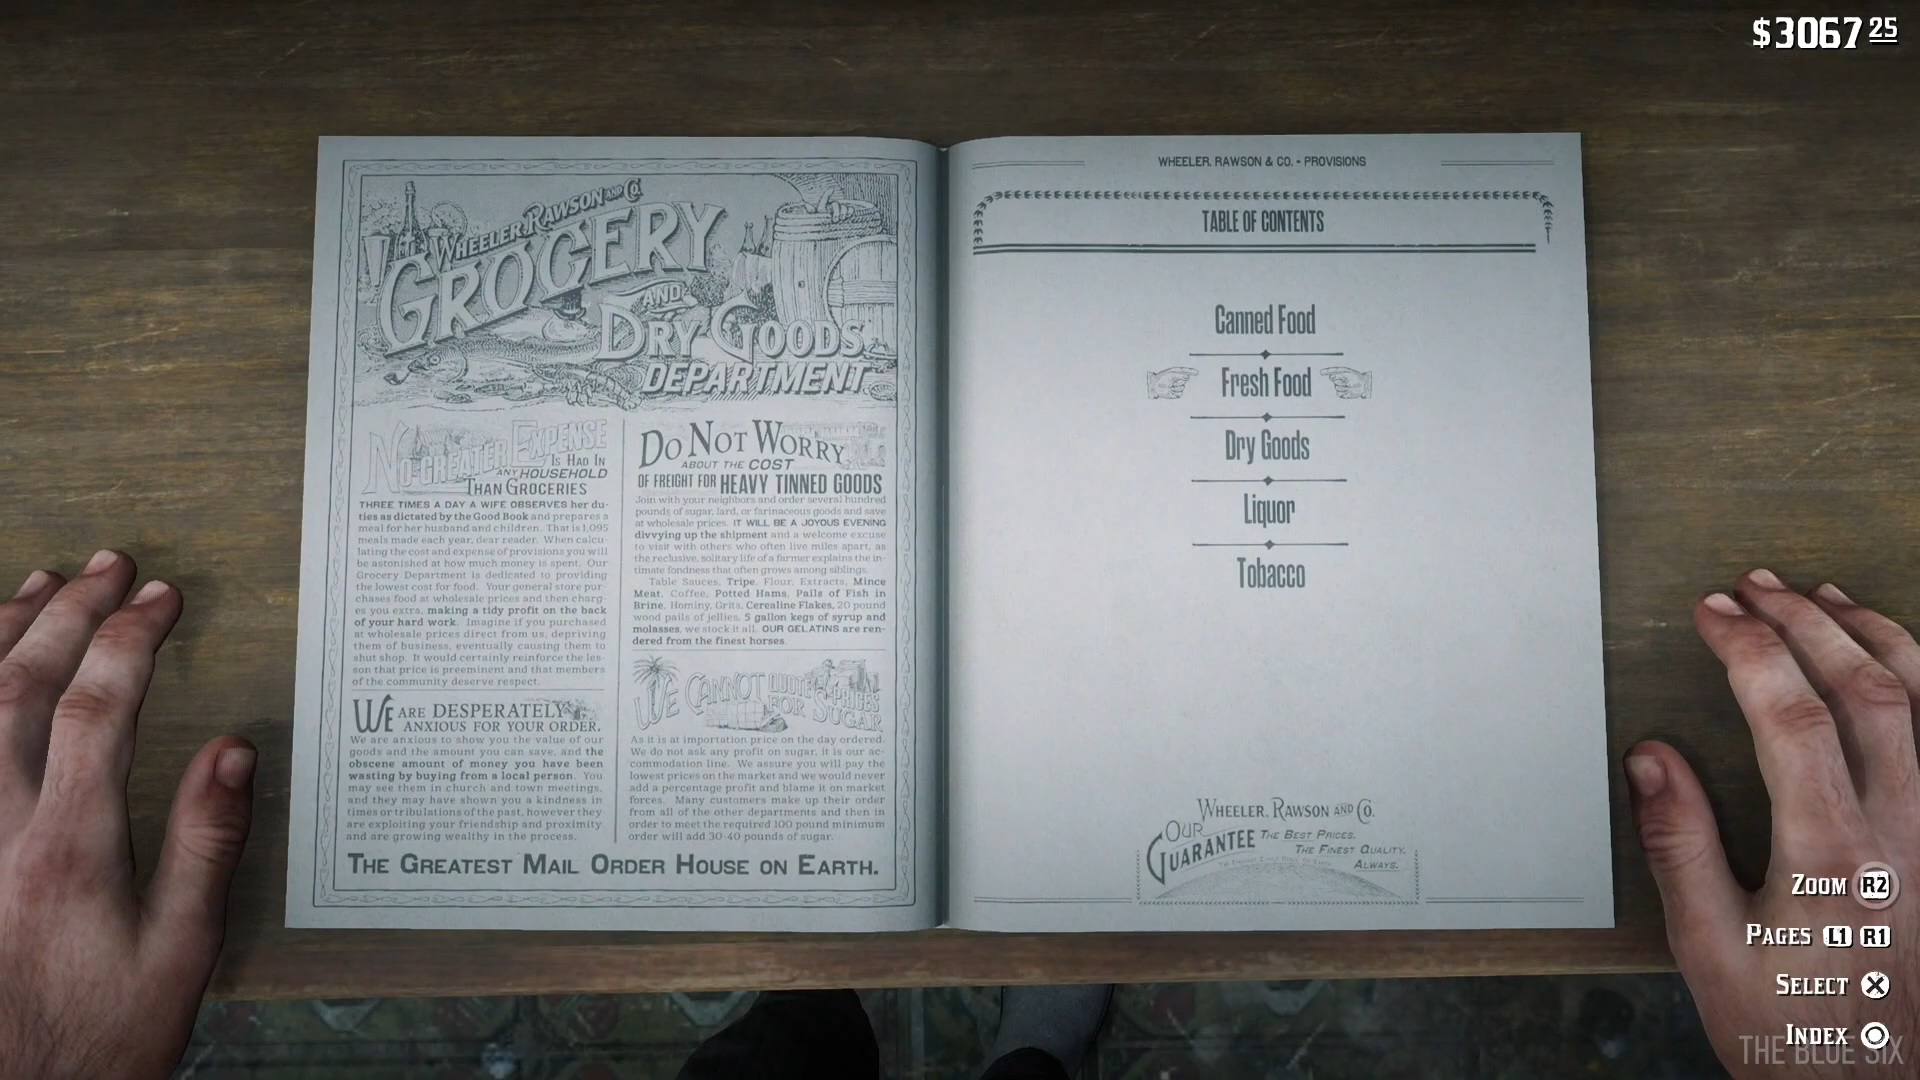 $3067 25
WHEELER, RAWSON AND CO.
GROCERY
AND
DRY GOODS
DEPARTMENT
NO GREATER EXPENSE
IS HAD IN
ANY HOUSEHOLD
THAN GROCERIES
THREE TIMES A DAY A WIFE OBSERVES her du-
ties as dictated by the Good Book and prepares a
meal for her husband and children. That is 1,095
meals made each year, dear reader. When calcu-
lating the cost and expense of provisions you will
be astonished at how much money is spent. Our
Grocery Department is dedicated to providing
the lowest cost for food. Your general store pur-
chases food at wholesale prices and then charg-
es you extra, making a tidy profit on the back
of your hard work. Imagine if you purchased
at wholesale prices direct from us, depriving
them of business, eventually causing them to
shut shop. It would certainly reinforce the les-
son that price is preeminent and that members
of the community deserve respect.
WE ARE DESPERATELY
ANXIOUS FOR YOUR ORDER.
We are anxious to show you the value of our
goods and the amount you can save, and the
obscene amount of money you have been
wasting by buying from a local person. You
may see them in church and town meetings,
and they may have shown you a kindness in
times or tribulations of the past, however they
are exploiting your friendship and proximity
and are growing wealthy in the process.
DO NOT WORRY
ABOUT THE COST
OF FREIGHT FOR HEAVY TINNED GOODS
Join with your neighbors and order several hundred
pounds of sugar, lard, or farinaceous goods and save
at wholesale prices. IT WILL BE A JOYOUS EVENING
divvying up the shipment and a welcome excuse
to visit with others who often live miles apart, as
the reclusive, solitary life of a farmer explains the in-
timate fondness that often grows among siblings.
Table Sauces, Tripe, Flour, Extracts, Mince
Meat, Coffee, Potted Hams, Pails of Fish in
Brine, Hominy, Grits, Cerealine Flakes, 20 pound
wood pails of jellies, 5 gallon kegs of syrup and
molasses, we stock it all. OUR GELATINS are ren-
dered from the finest horses.
WE CANNOT QUOTE PRICES
FOR SUGAR
As it is at importation price on the day ordered.
We do not ask any profit on sugar, it is our ac-
commodation line. We assure you will pay the
lowest prices on the market and we would never
add a percentage profit and blame it on market
forces. Many customers make up their order
from all of the other departments and then in
order to meet the required 100 pound minimum
order will add 30-40 pounds of sugar.
THE GREATEST MAIL ORDER HOUSE ON EARTH.
WHEELER, RAWSON & CO. - PROVISIONS
TABLE OF CONTENTS
Canned Food
Fresh Food
Dry Goods
Liquor
Tobacco
WHEELER, RAWSON AND CO.
OUR
GUARANTEE THE BEST PRICES.
THE FINEST QUALITY.
ALWAYS.
ZOOM R2
PAGES L1 R1
SELECT
INDEX
THE BLUE SIX